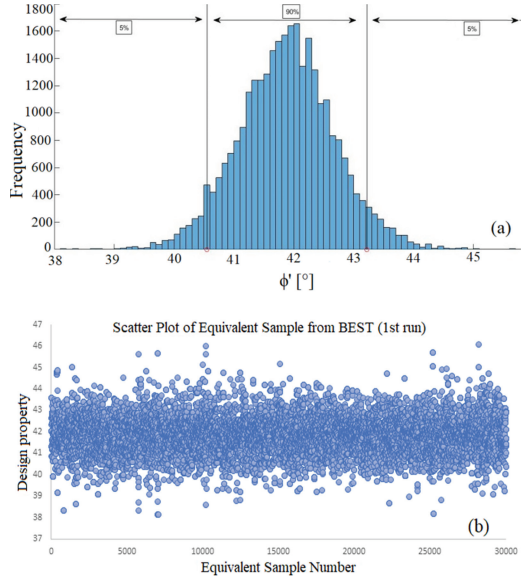 1800
1600
1400
1200
1000
800
600
400
200
0
Frequency
5%
90%
5%
(a)
38 39 40 41 42 43 44 45
ϕ' [°]
Scatter Plot of Equivalent Sample from BEST (1st run)
47
46
45
44
43
42
41
40
39
38
37
Design property
(b)
0 5000 10000 15000 20000 25000 30000
Equivalent Sample Number